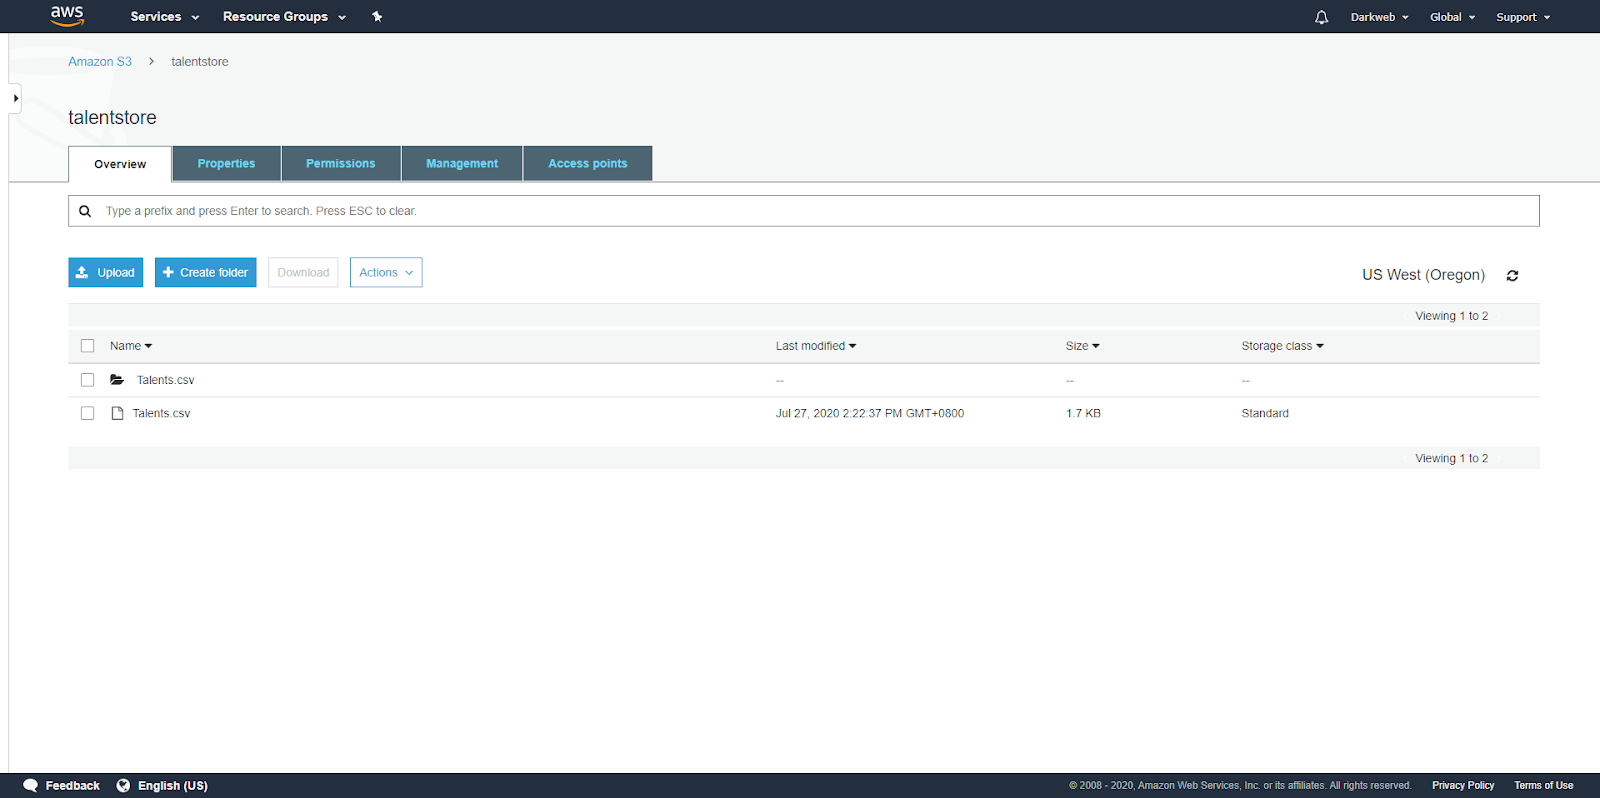 aws Services Resource Groups Darkweb Global Support
Amazon S3 > talentstore
talentstore
Overview Properties Permissions Management Access points
Type a prefix and press Enter to search. Press ESC to clear.
Upload + Create folder Download Actions US West (Oregon)
Viewing 1 to 2
Name Last modified Size Storage class
Talents.csv -- -- --
Talents.csv Jul 27, 2020 2:22:37 PM GMT+0800 1.7 KB Standard
Viewing 1 to 2
Feedback English (US) © 2008 - 2020, Amazon Web Services, Inc. or its affiliates. All rights reserved. Privacy Policy Terms of Use